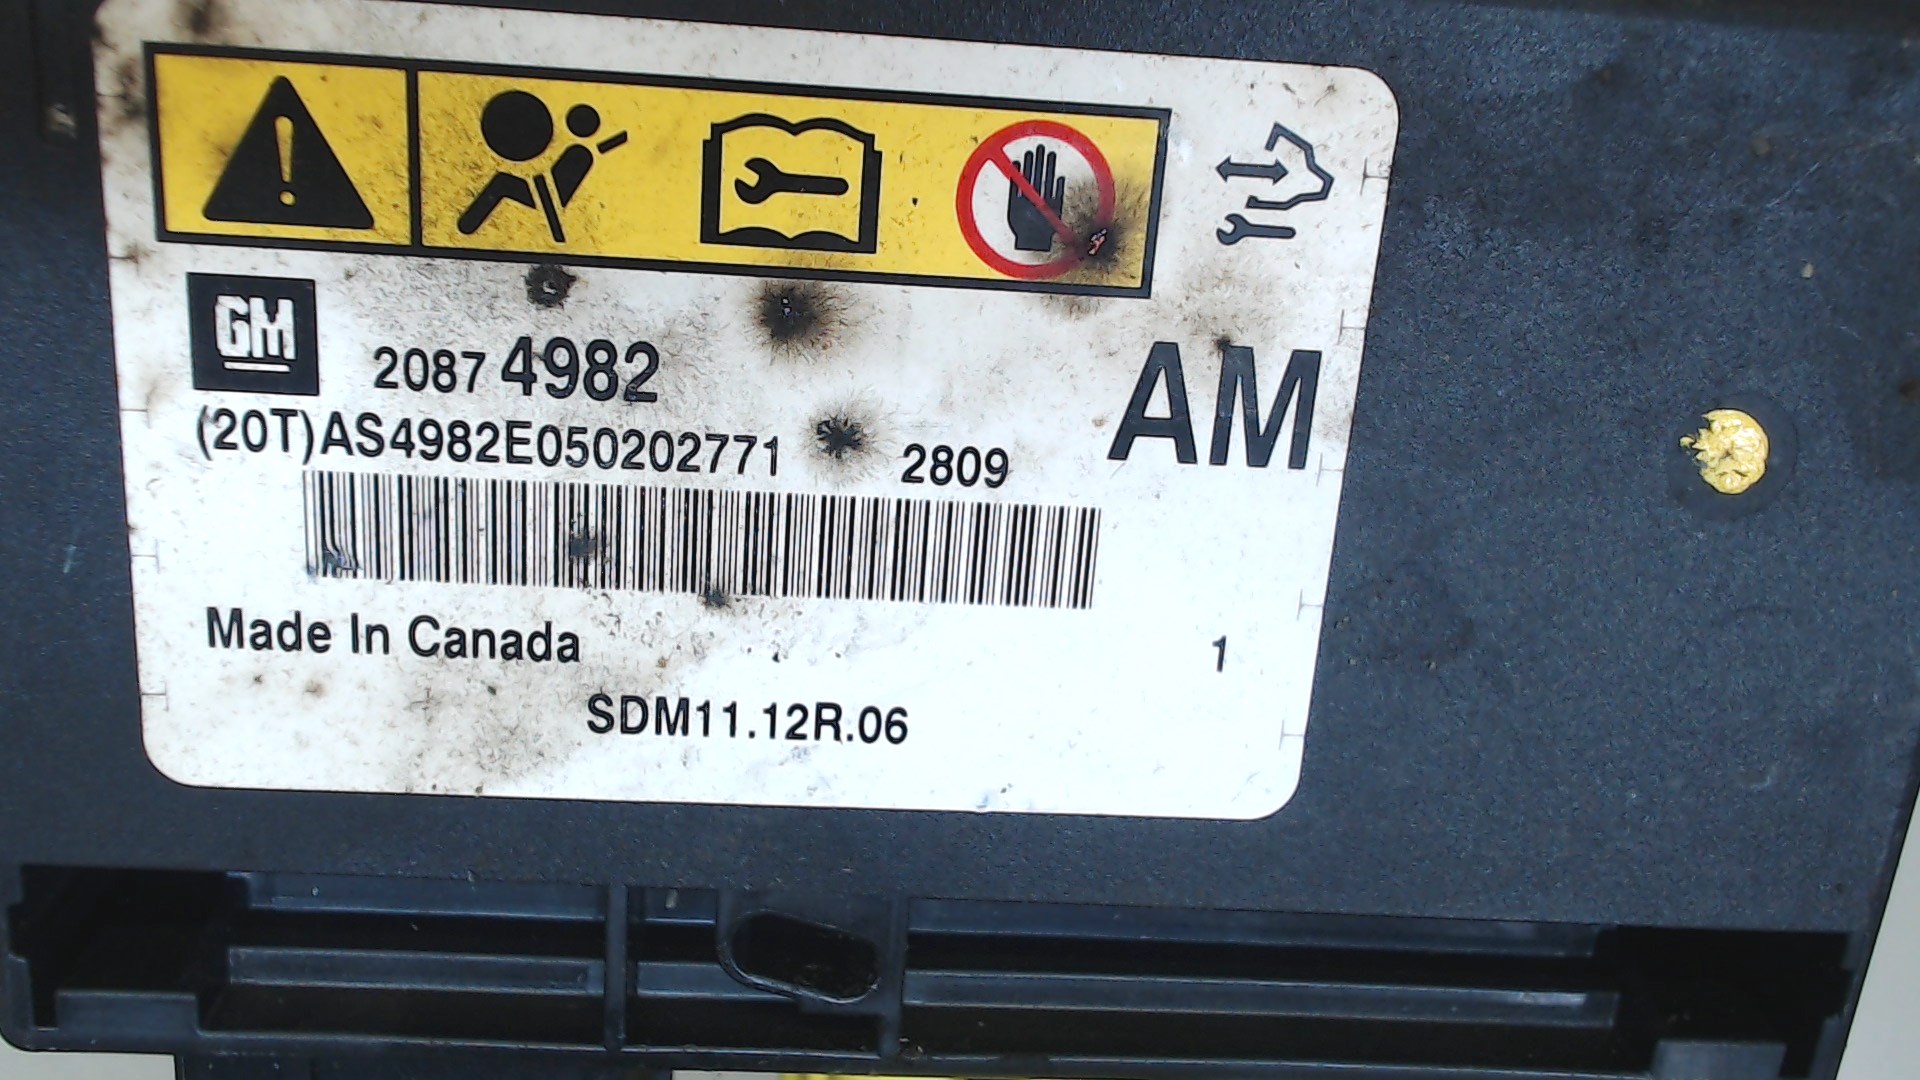 GM
2087 4982
AM
(20T)AS4982E050202771 2809
Made In Canada
1
SDM11.12R.06